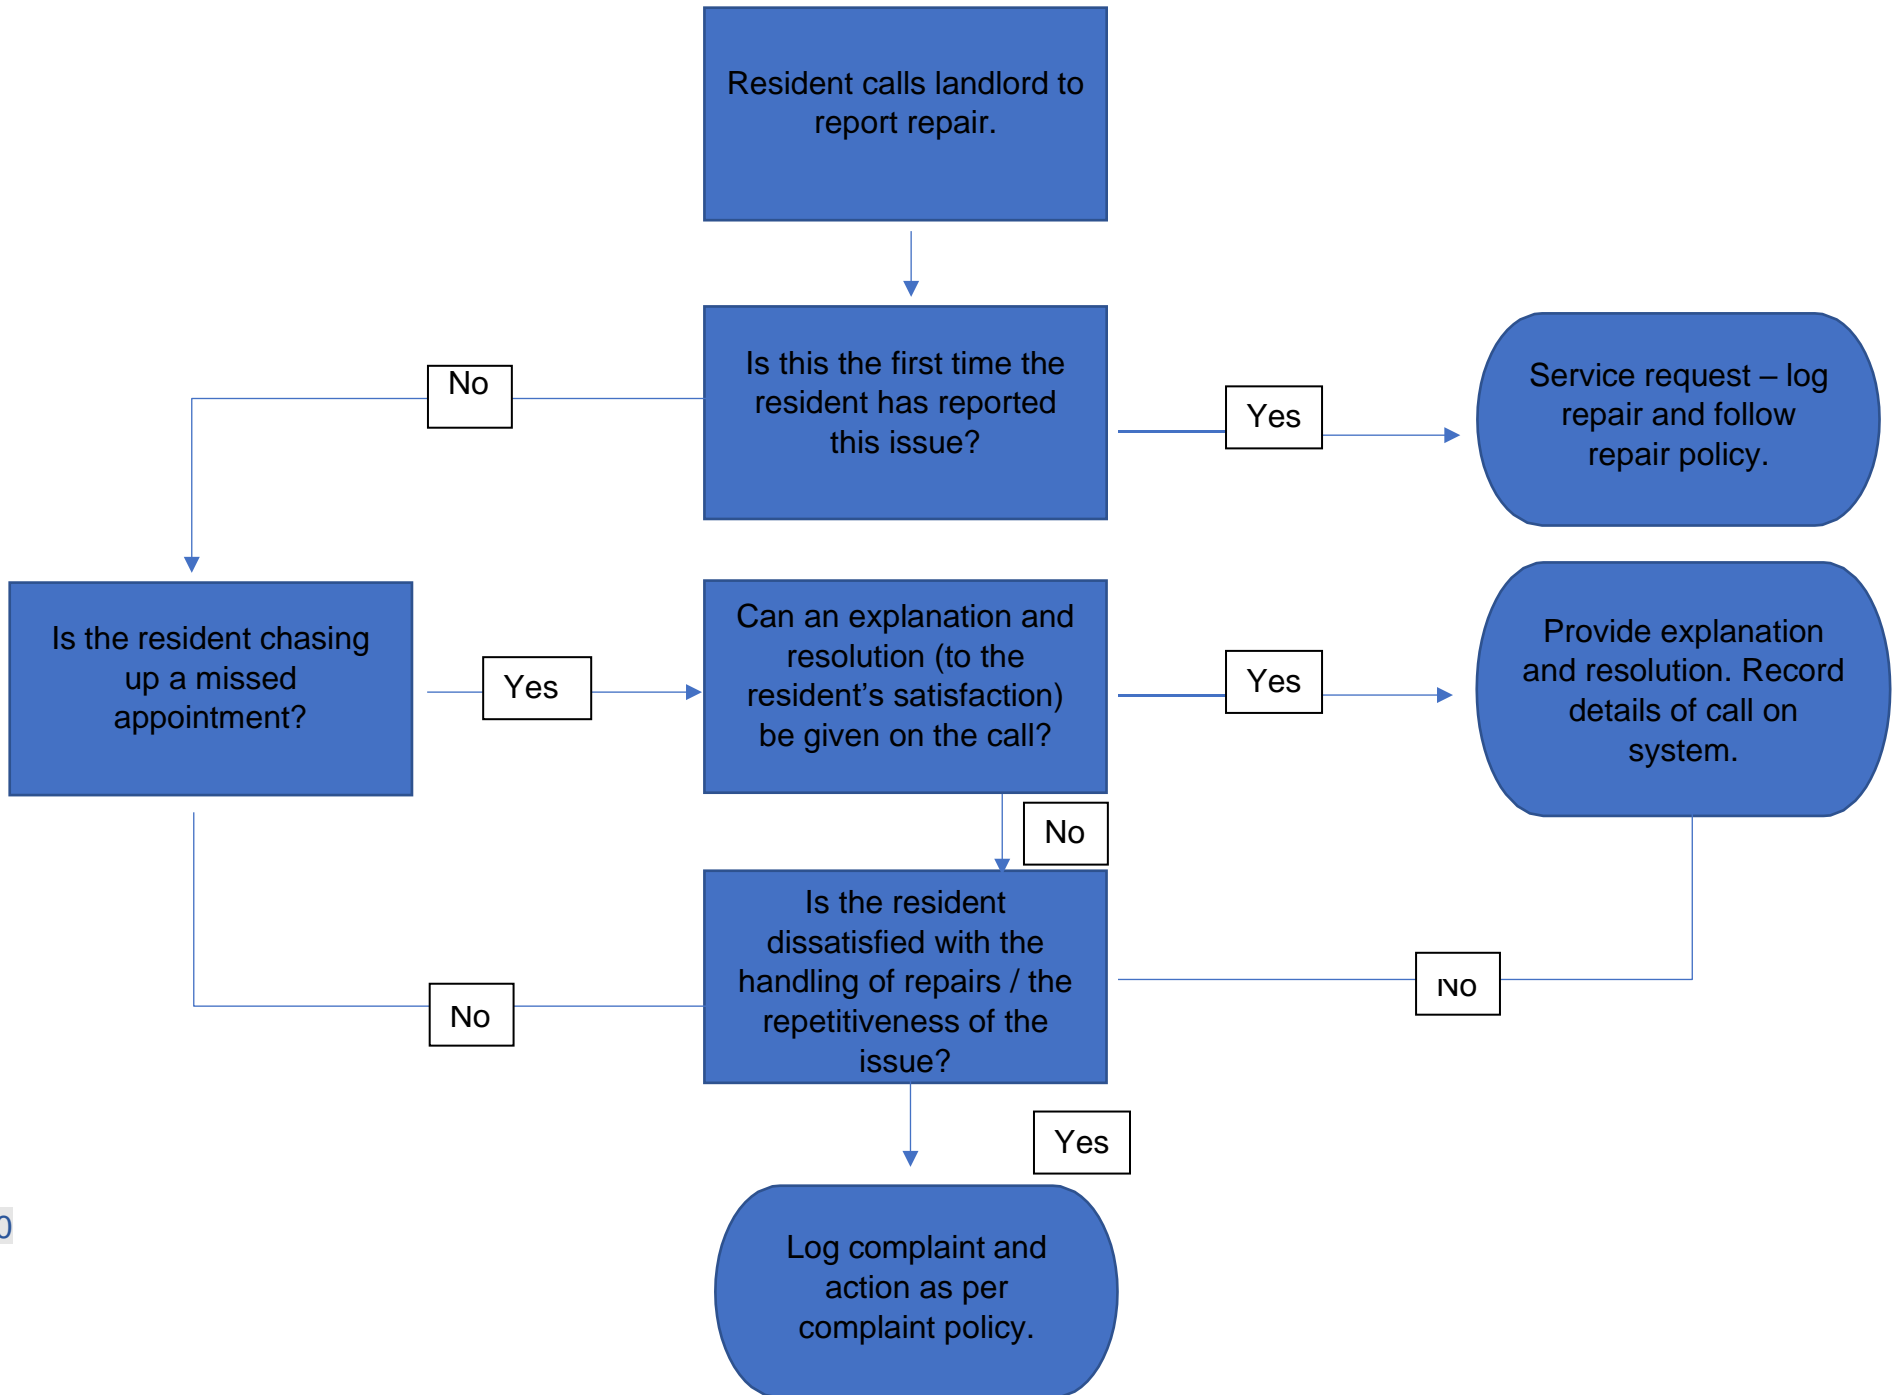 Resident calls landlord to
report repair.
Is this the first time the
resident has reported
this issue?
No
Yes
Service request – log
repair and follow
repair policy.
Is the resident chasing
up a missed
appointment?
Yes
Can an explanation and
resolution (to the
resident’s satisfaction)
be given on the call?
Yes
Provide explanation
and resolution. Record
details of call on
system.
No
Is the resident
dissatisfied with the
handling of repairs / the
repetitiveness of the
issue?
No
No
Yes
Log complaint and
action as per
complaint policy.
0